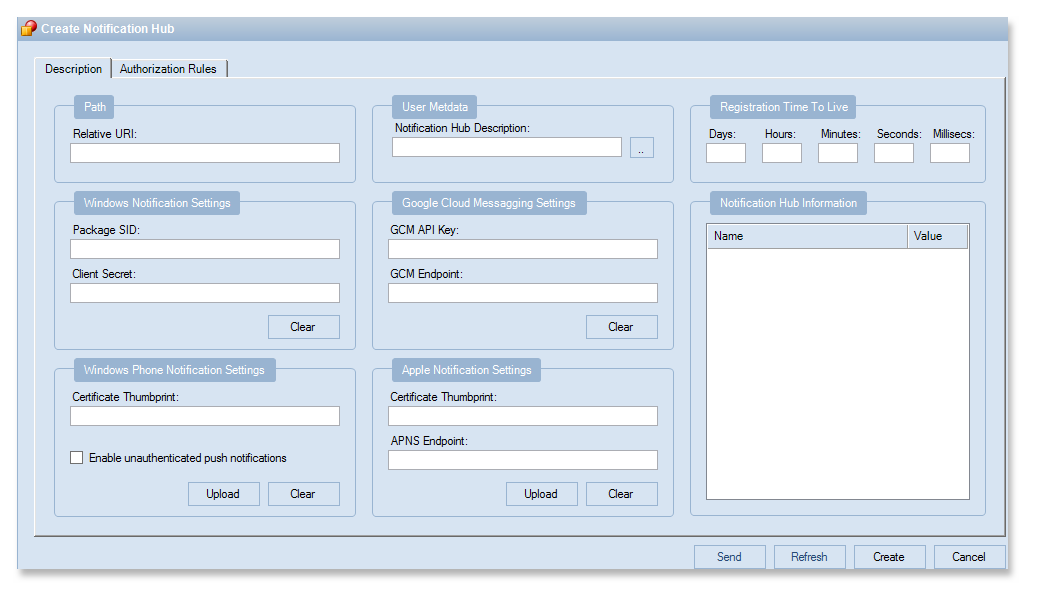 Create Notification Hub
Description
Authorization Rules
Path
Relative URI:
User Metdata
Notification Hub Description:
..
Registration Time To Live
Days: Hours: Minutes: Seconds: Millisecs:
Windows Notification Settings
Package SID:
Client Secret:
Clear
Google Cloud Messagging Settings
GCM API Key:
GCM Endpoint:
Clear
Notification Hub Information
Name Value
Windows Phone Notification Settings
Certificate Thumbprint:
Enable unauthenticated push notifications
Upload Clear
Apple Notification Settings
Certificate Thumbprint:
APNS Endpoint:
Upload Clear
Send Refresh Create Cancel